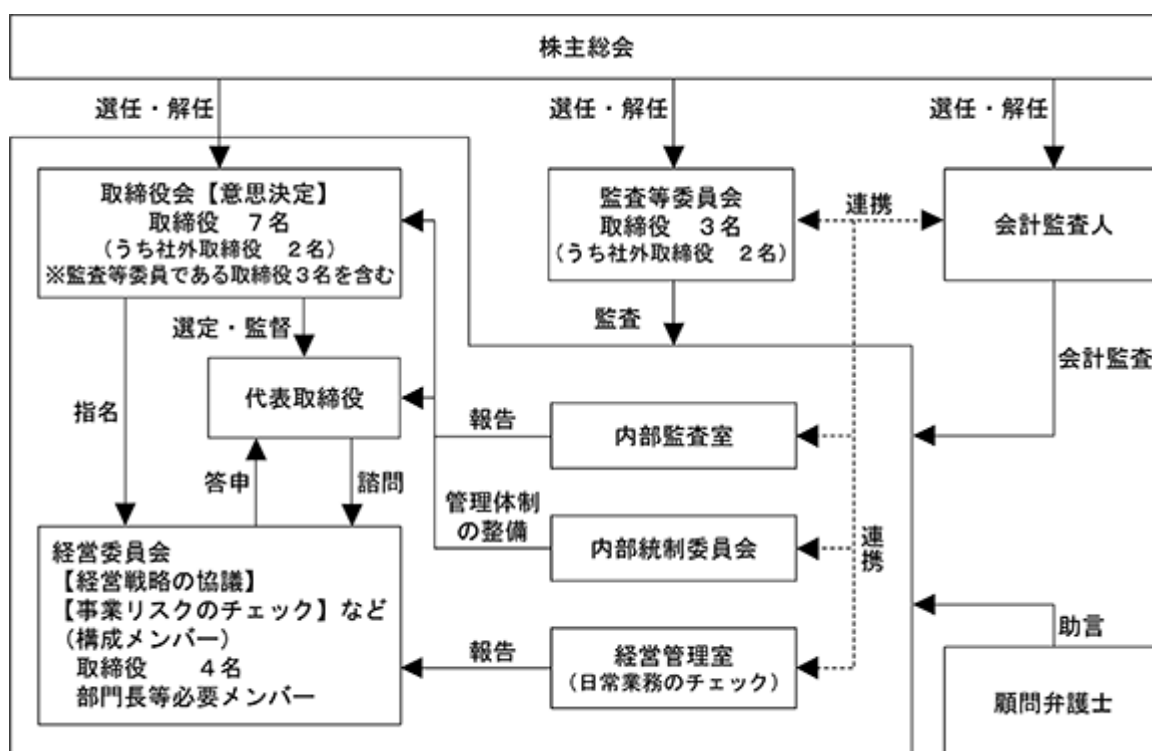 株主総会
選任・解任
選任・解任
選任・解任
取締役会【意思決定】
取締役　７名
（うち社外取締役　２名）
※監査等委員である取締役３名を含む
監査等委員会
取締役　３名
（うち社外取締役　２名）
連携
会計監査人
選定・監督
監査
会計監査
代表取締役
指名
報告
内部監査室
答申
諮問
管理体制
の整備
内部統制委員会
連携
経営委員会
【経営戦略の協議】
【事業リスクのチェック】など
（構成メンバー）
取締役　　４名
部門長等必要メンバー
報告
経営管理室
（日常業務のチェック）
助言
顧問弁護士